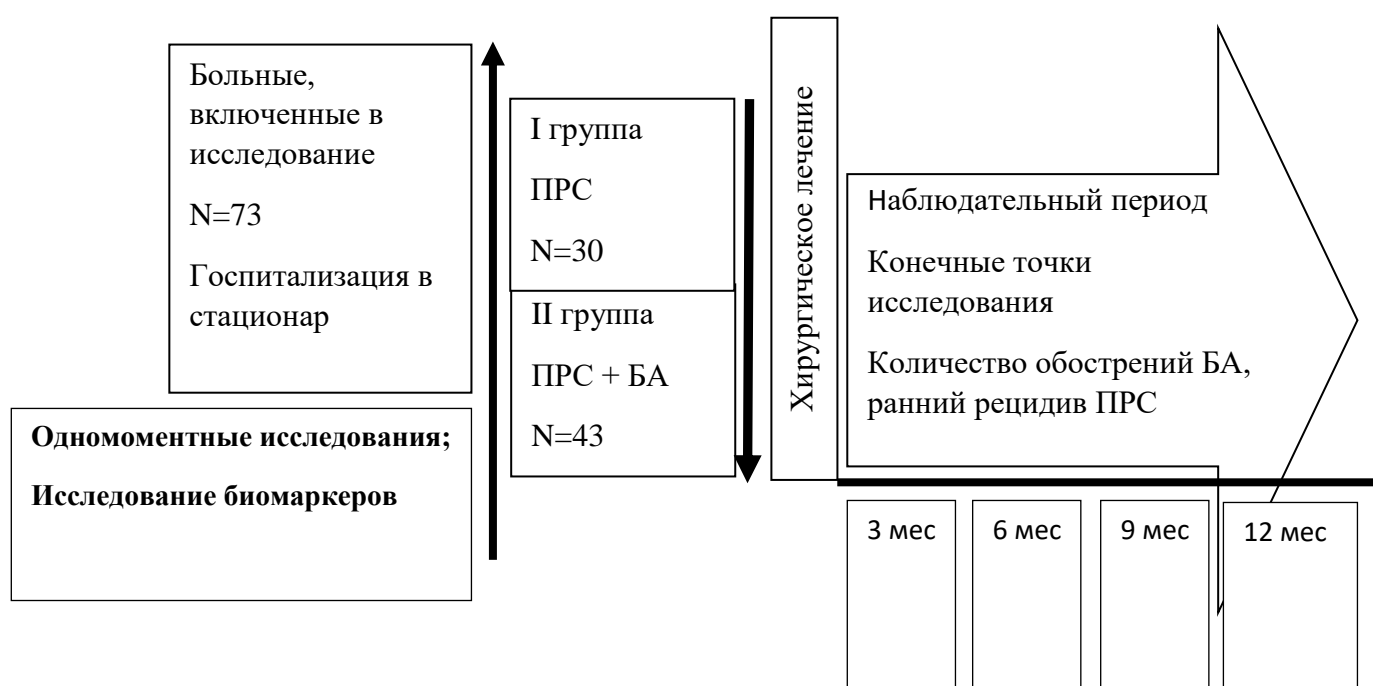 Больные,
включенные в
исследование
N=73
Госпитализация в
стационар
Одномоментные исследования;
Исследование биомаркеров
I группа
ПРС
N=30
II группа
ПРС + БА
N=43
Хирургическое лечение
Наблюдательный период
Конечные точки
исследования
Количество обострений БА,
ранний рецидив ПРС
3 мес
6 мес
9 мес
12 мес